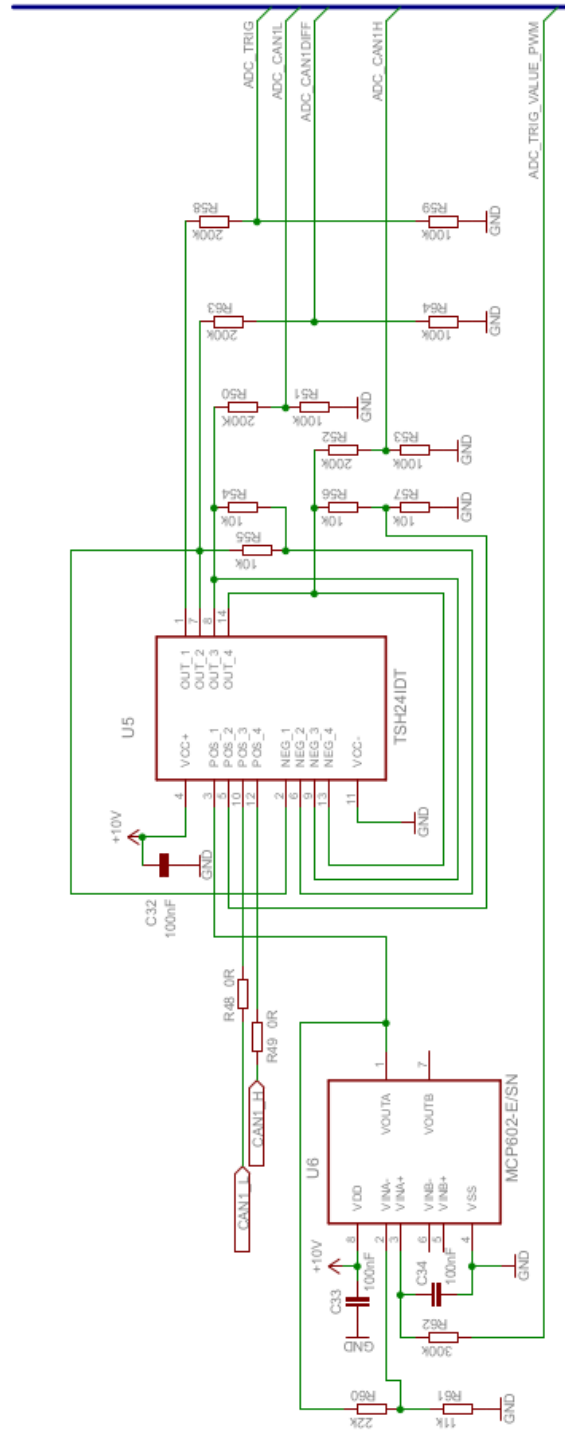 ADC_TRIG
ADC_CAN1L
ADC_CAN1DIFF
ADC_CAN1H
ADC_TRIG_VALUE_PWM
R58
200k
R59
100k
GND
R63
200k
R64
100k
GND
R50
200K
R51
100k
GND
R52
200k
R53
100k
GND
R54
10k
R56
10k
R57
10k
GND
R55
10k
1
7
8
14
OUT_1
OUT_2
OUT_3
OUT_4
U5
TSH24IDT
VCC+
POS_1
POS_2
POS_3
POS_4
NEG_1
NEG_2
NEG_3
NEG_4
VCC-
4
3
5
10
12
2
6
9
13
11
+10V
GND
GND
C32
100nF
R48 0R
R49 0R
CAN1_H
CAN1_L
1
7
VOUTA
VOUTB
U6
MCP602-E/SN
VDD
VINA-
VINA+
VINB-
VINB+
VSS
8
2
3
6
5
4
+10V
C33
100nF
GND
C34
100nF
GND
R62
300k
R60
22k
R61
11k
GND